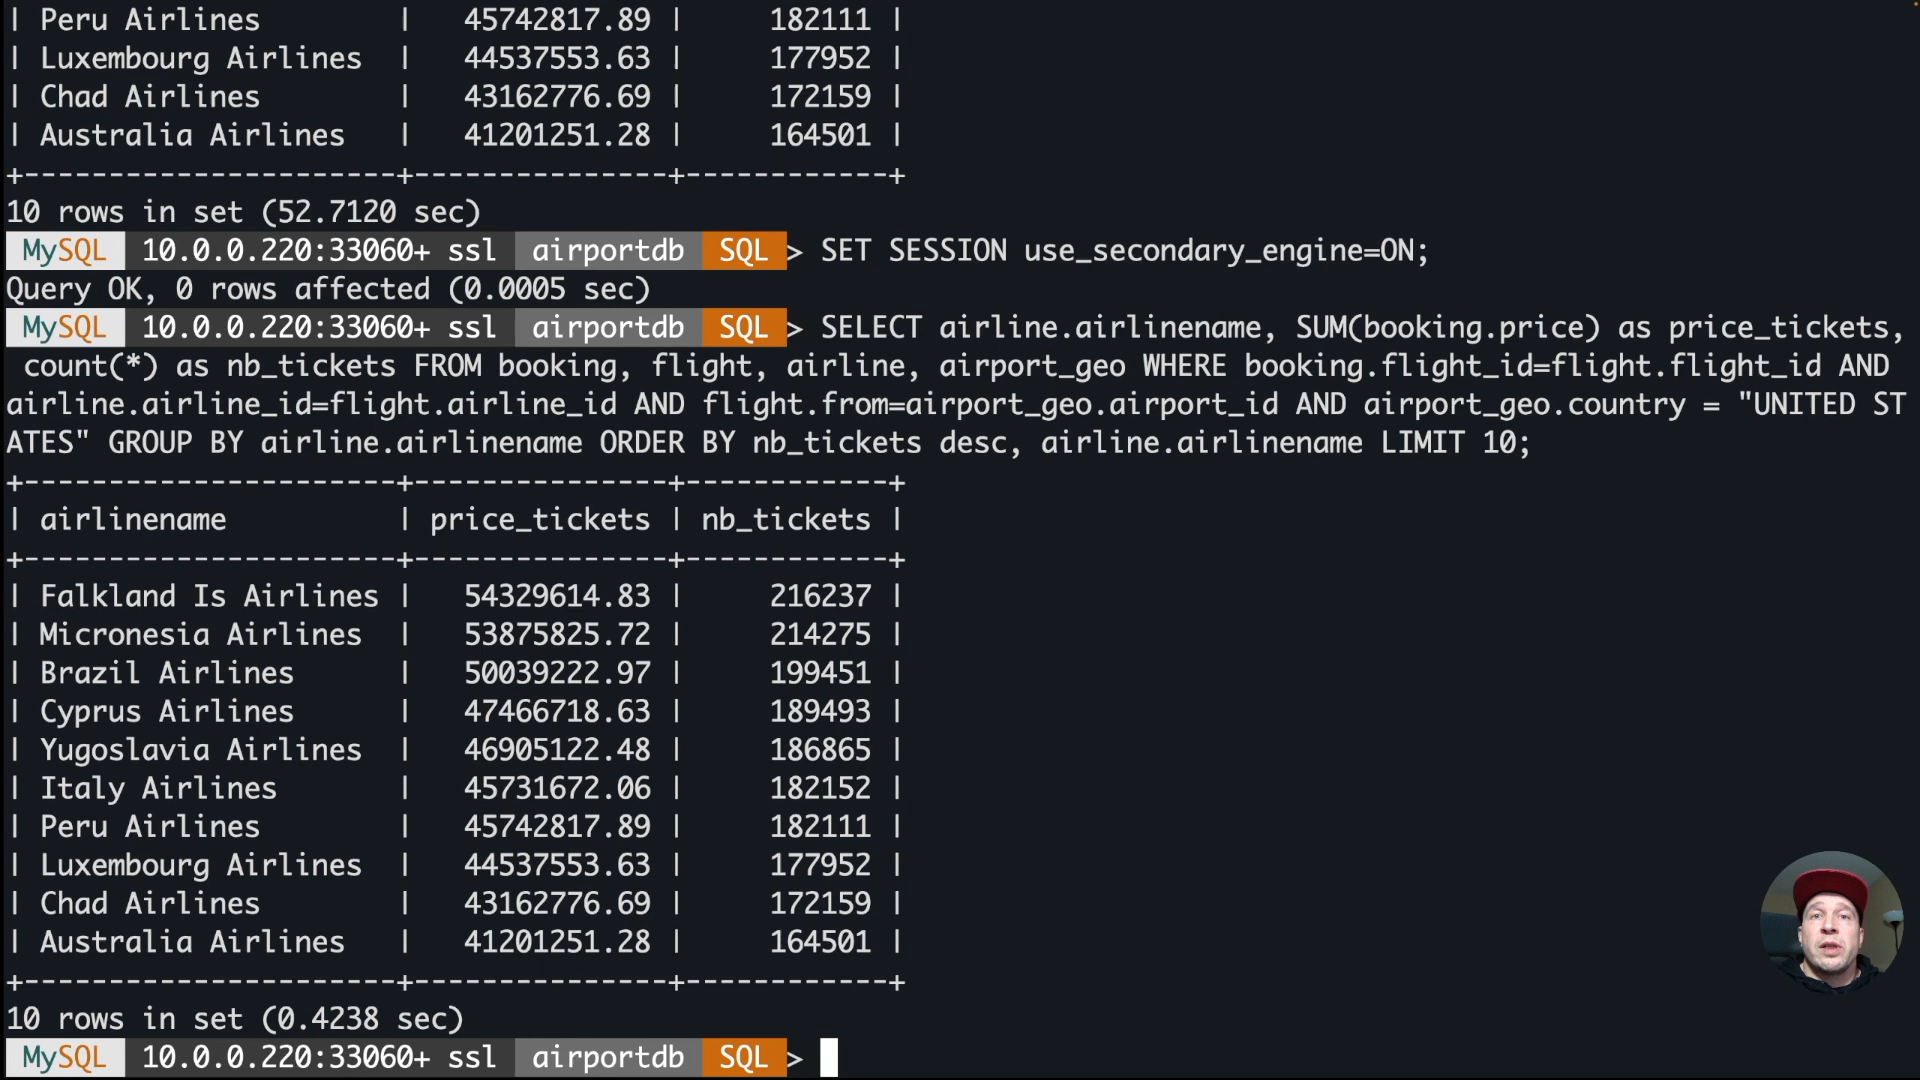 | Peru Airlines        |   45742817.89 |     182111 |
| Luxembourg Airlines  |   44537553.63 |     177952 |
| Chad Airlines        |   43162776.69 |     172159 |
| Australia Airlines   |   41201251.28 |     164501 |
+----------------------+---------------+------------+
10 rows in set (52.7120 sec)
MySQL 10.0.0.220:33060+ ssl airportdb SQL > SET SESSION use_secondary_engine=ON;
Query OK, 0 rows affected (0.0005 sec)
MySQL 10.0.0.220:33060+ ssl airportdb SQL > SELECT airline.airlinename, SUM(booking.price) as price_tickets,
count(*) as nb_tickets FROM booking, flight, airline, airport_geo WHERE booking.flight_id=flight.flight_id AND
airline.airline_id=flight.airline_id AND flight.from=airport_geo.airport_id AND airport_geo.country = "UNITED ST
ATES" GROUP BY airline.airlinename ORDER BY nb_tickets desc, airline.airlinename LIMIT 10;
+----------------------+---------------+------------+
| airlinename          | price_tickets | nb_tickets |
+----------------------+---------------+------------+
| Falkland Is Airlines |   54329614.83 |     216237 |
| Micronesia Airlines  |   53875825.72 |     214275 |
| Brazil Airlines      |   50039222.97 |     199451 |
| Cyprus Airlines      |   47466718.63 |     189493 |
| Yugoslavia Airlines  |   46905122.48 |     186865 |
| Italy Airlines       |   45731672.06 |     182152 |
| Peru Airlines        |   45742817.89 |     182111 |
| Luxembourg Airlines  |   44537553.63 |     177952 |
| Chad Airlines        |   43162776.69 |     172159 |
| Australia Airlines   |   41201251.28 |     164501 |
+----------------------+---------------+------------+
10 rows in set (0.4238 sec)
MySQL 10.0.0.220:33060+ ssl airportdb SQL >